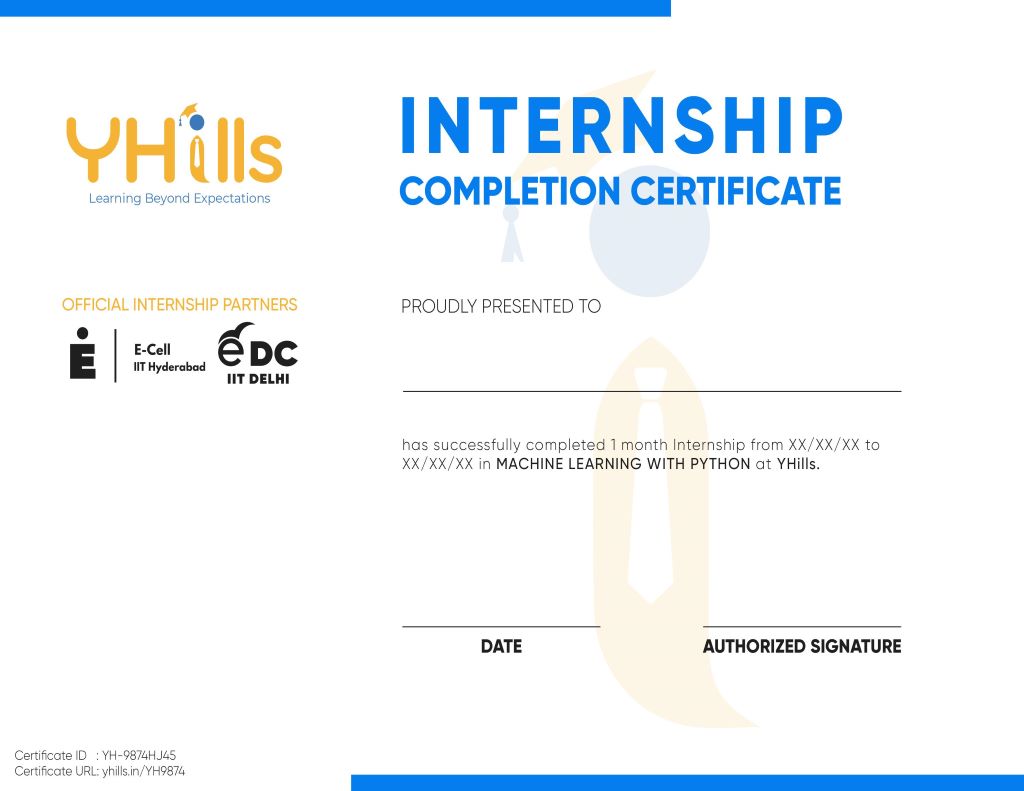 YHills
Learning Beyond Expectations
INTERNSHIP
COMPLETION CERTIFICATE
OFFICIAL INTERNSHIP PARTNERS
E
E-Cell
IIT Hyderabad
eDC
IIT DELHI
PROUDLY PRESENTED TO
has successfully completed 1 month Internship from XX/XX/XX to
XX/XX/XX in MACHINE LEARNING WITH PYTHON at YHills.
DATE
AUTHORIZED SIGNATURE
Certificate ID : YH-9874HJ45
Certificate URL: yhills.in/YH9874